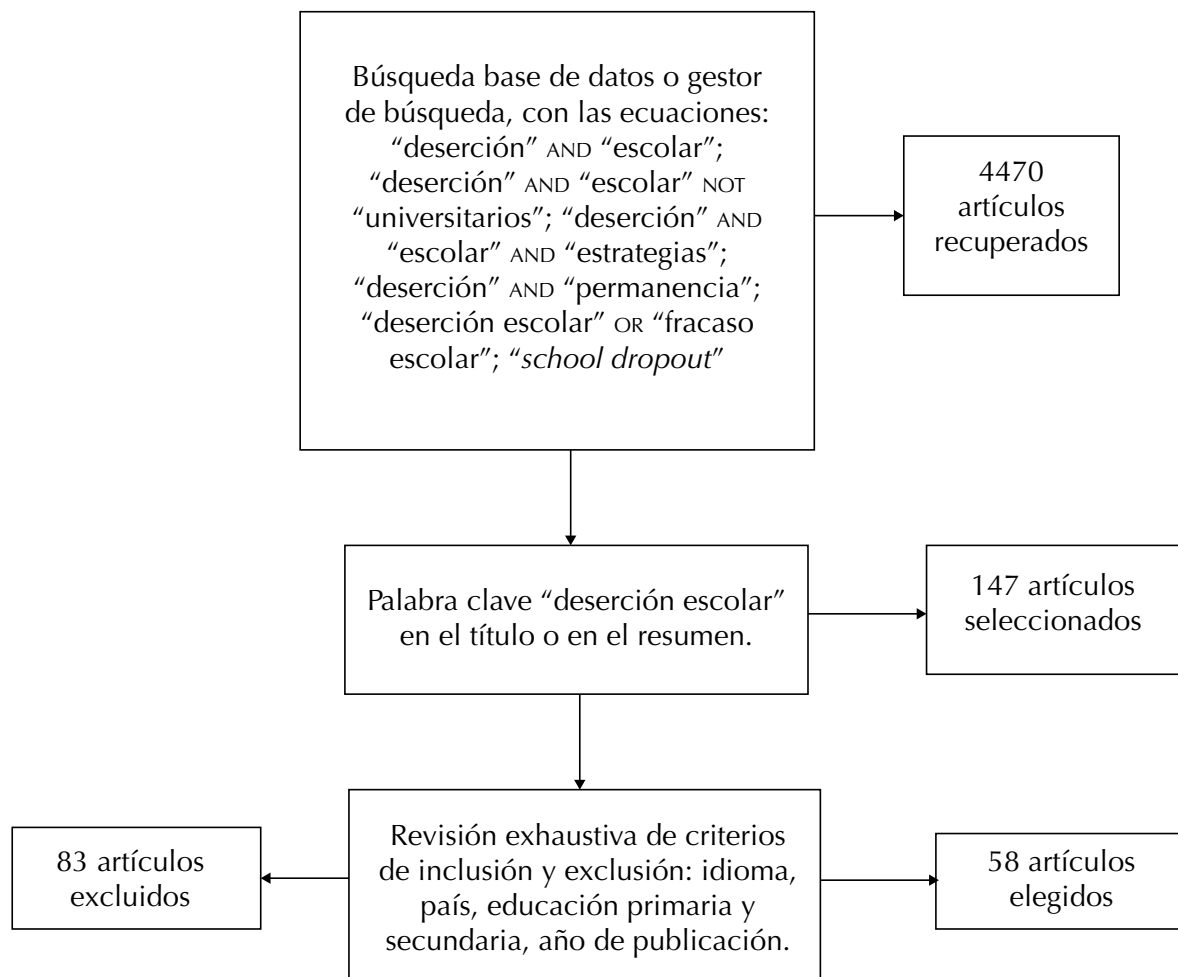 Búsqueda base de datos o gestor
de búsqueda, con las ecuaciones:
“deserción” AND “escolar”;
“deserción” AND “escolar” NOT
“universitarios”; “deserción” AND
“escolar” AND “estrategias”;
“deserción” AND “permanencia”;
“deserción escolar” OR “fracaso
escolar”; “school dropout”
4470
artículos
recuperados
Palabra clave “deserción escolar”
en el título o en el resumen.
147 artículos
seleccionados
83 artículos
excluidos
Revisión exhaustiva de criterios
de inclusión y exclusión: idioma,
país, educación primaria y
secundaria, año de publicación.
58 artículos
elegidos